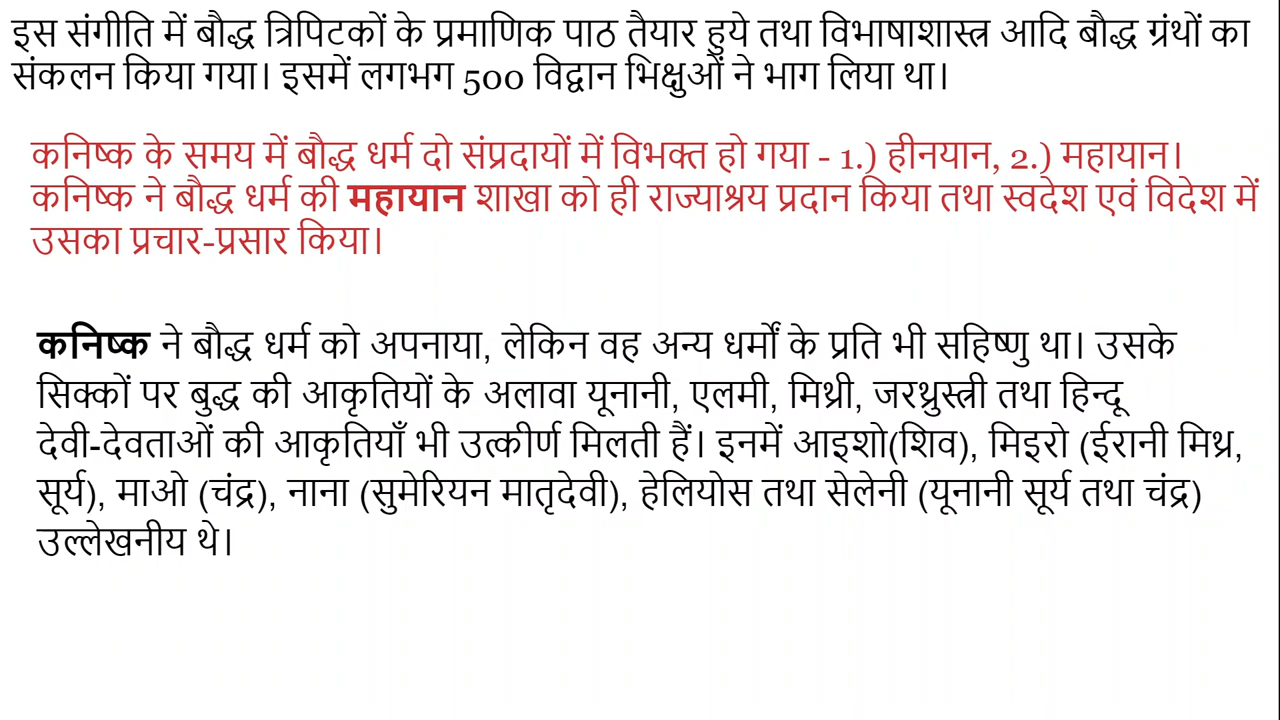 इस संगीति में बौद्ध त्रिपिटकों के प्रमाणिक पाठ तैयार हुये तथा विभाषाशास्त्र आदि बौद्ध ग्रंथों का
संकलन किया गया। इसमें लगभग 500 विद्वान भिक्षुओं ने भाग लिया था।
कनिष्क के समय में बौद्ध धर्म दो संप्रदायों में विभक्त हो गया - 1.) हीनयान, 2.) महायान।
कनिष्क ने बौद्ध धर्म की महायान शाखा को ही राज्याश्रय प्रदान किया तथा स्वदेश एवं विदेश में
उसका प्रचार-प्रसार किया।
कनिष्क ने बौद्ध धर्म को अपनाया, लेकिन वह अन्य धर्मों के प्रति भी सहिष्णु था। उसके
सिक्कों पर बुद्ध की आकृतियों के अलावा यूनानी, एलमी, मिथ्री, जरथ्रुस्त्री तथा हिन्दू
देवी-देवताओं की आकृतियाँ भी उत्कीर्ण मिलती हैं। इनमें आइशो(शिव), मिइरो (ईरानी मिथ्र,
सूर्य), माओ (चंद्र), नाना (सुमेरियन मातृदेवी), हेलियोस तथा सेलेनी (यूनानी सूर्य तथा चंद्र)
उल्लेखनीय थे।